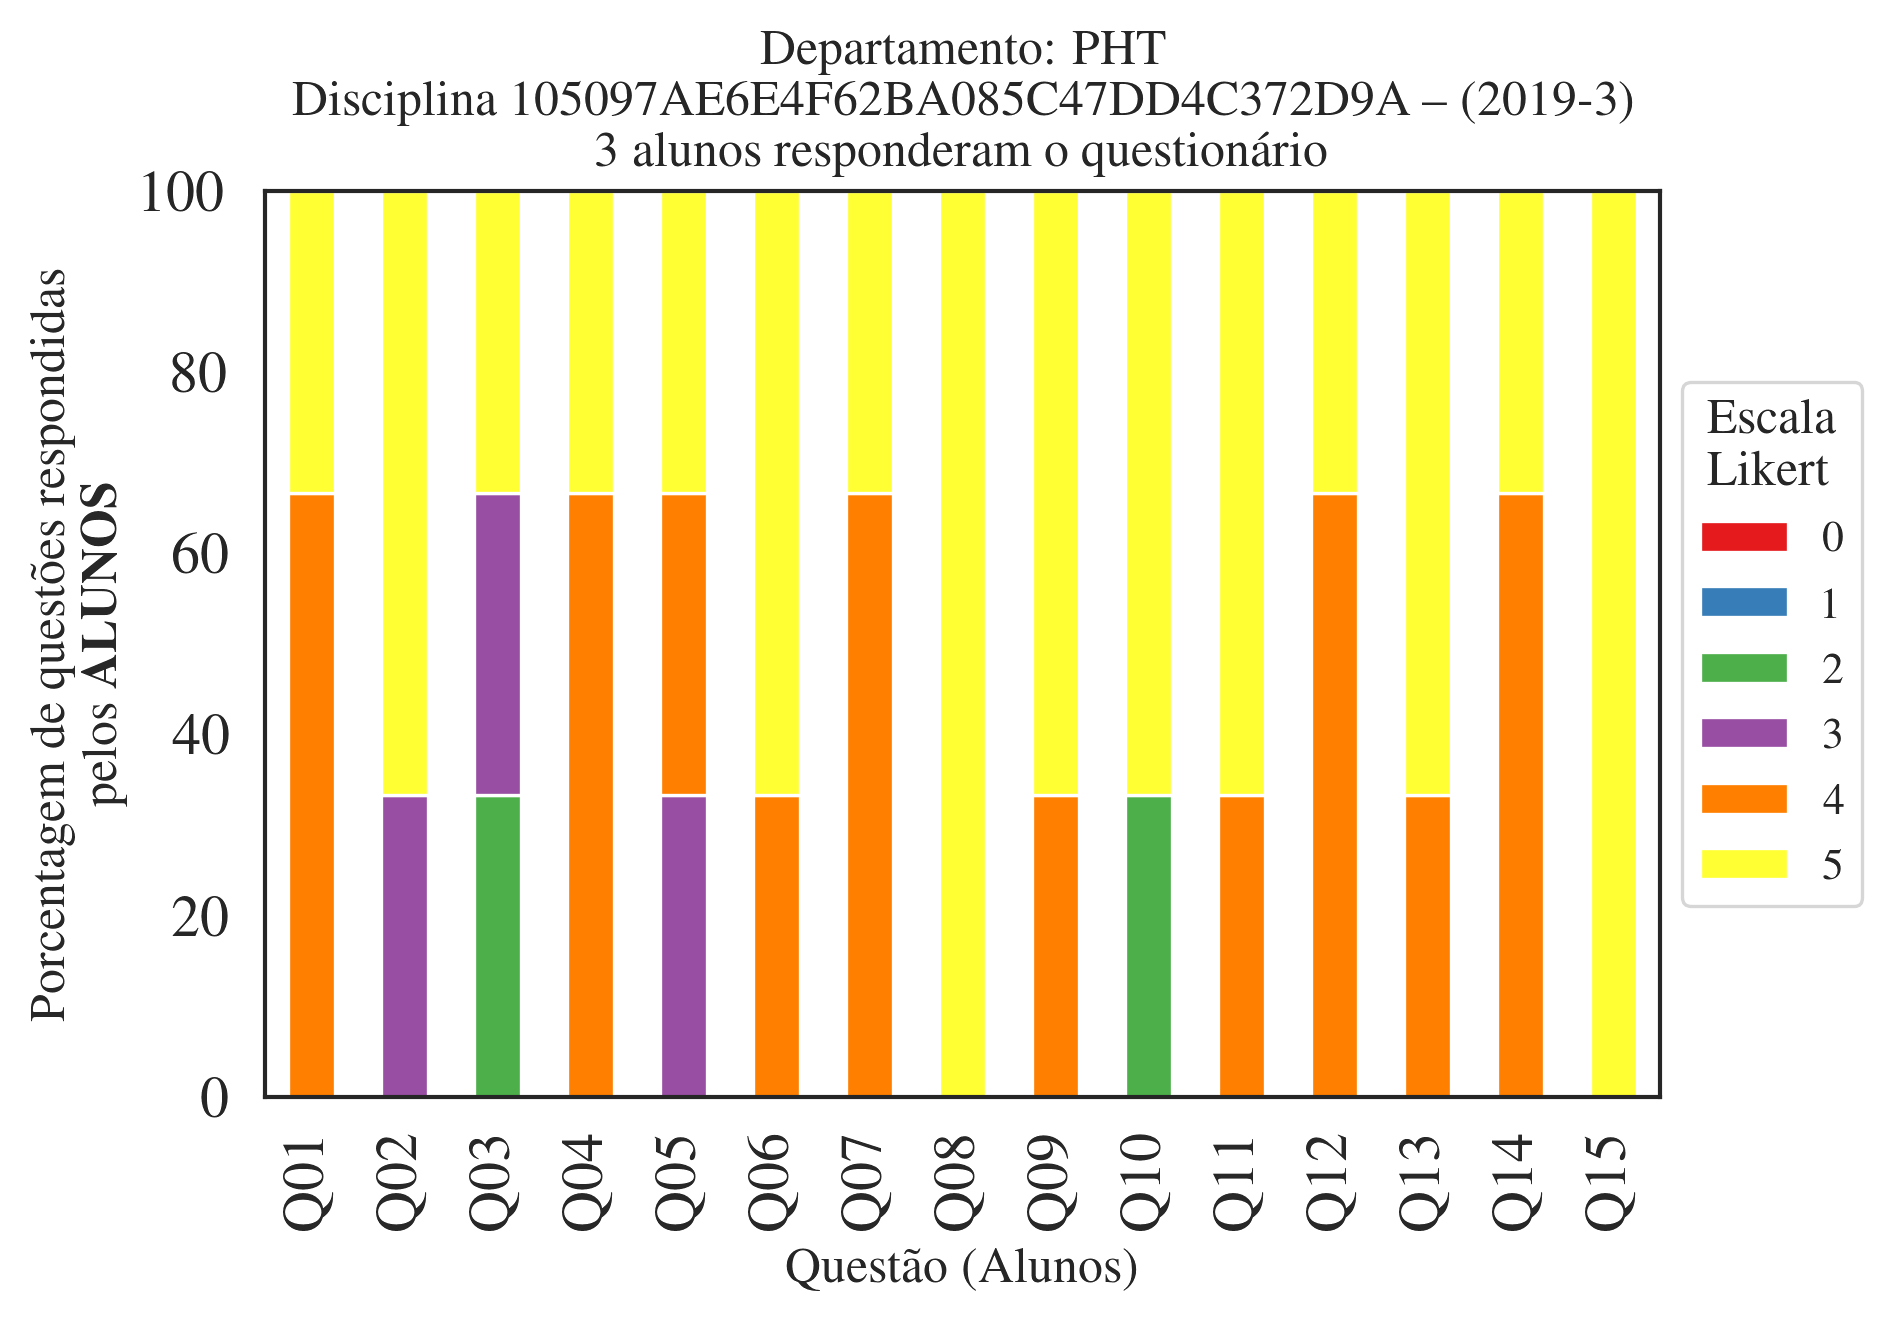 Departamento: PHT
Disciplina 105097AE6E4F62BA085C47DD4C372D9A – (2019-3)
3 alunos responderam o questionário
Porcentagem de questões respondidas
pelos ALUNOS
100
80
60
40
20
0
Q01
Q02
Q03
Q04
Q05
Q06
Q07
Q08
Q09
Q10
Q11
Q12
Q13
Q14
Q15
Questão (Alunos)
Escala
Likert
0
1
2
3
4
5